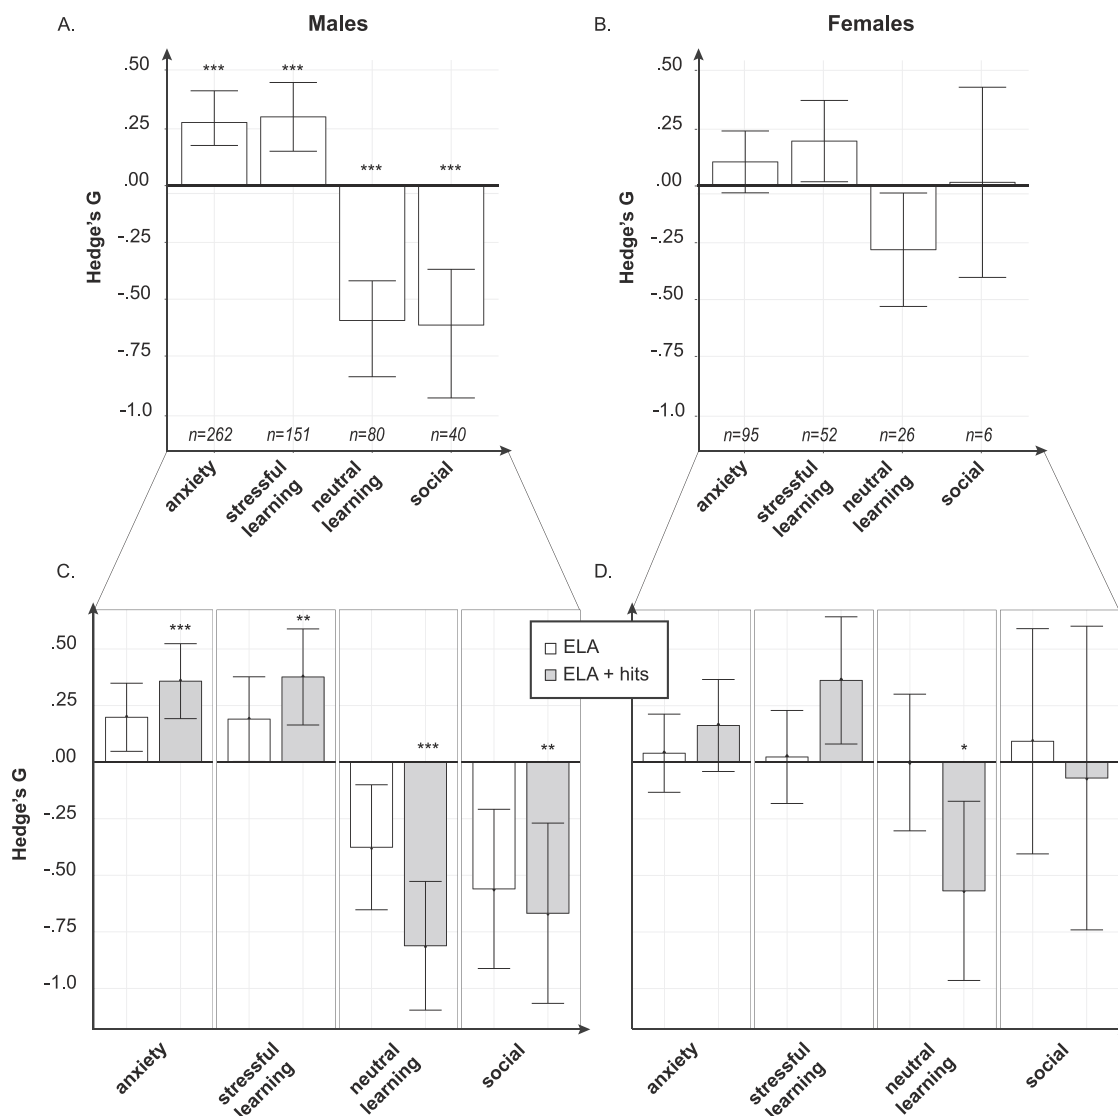 A.
Males
Hedge's G
.50
.25
.00
-.25
-.50
-.75
-1.0
***
***
***
***
n=262
n=151
n=80
n=40
anxiety
stressful
learning
neutral
learning
social
B.
Females
Hedge's G
.50
.25
.00
-.25
-.50
-.75
-1.0
n=95
n=52
n=26
n=6
anxiety
stressful
learning
neutral
learning
social
C.
Hedge's G
.50
.25
.00
-.25
-.50
-.75
-1.0
***
**
***
**
anxiety
stressful
learning
neutral
learning
social
ELA
ELA + hits
D.
*
anxiety
stressful
learning
neutral
learning
social